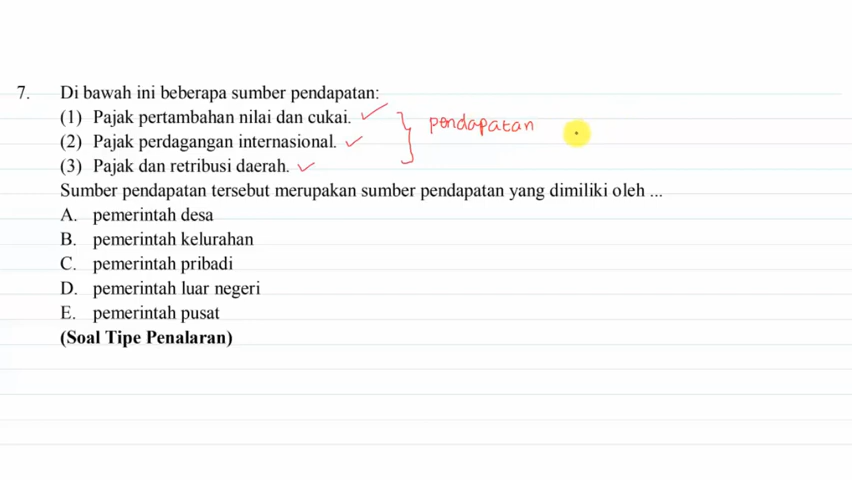 7. Di bawah ini beberapa sumber pendapatan:
(1) Pajak pertambahan nilai dan cukai.
(2) Pajak perdagangan internasional.
(3) Pajak dan retribusi daerah.
pendapatan
Sumber pendapatan tersebut merupakan sumber pendapatan yang dimiliki oleh ...
A. pemerintah desa
B. pemerintah kelurahan
C. pemerintah pribadi
D. pemerintah luar negeri
E. pemerintah pusat
(Soal Tipe Penalaran)